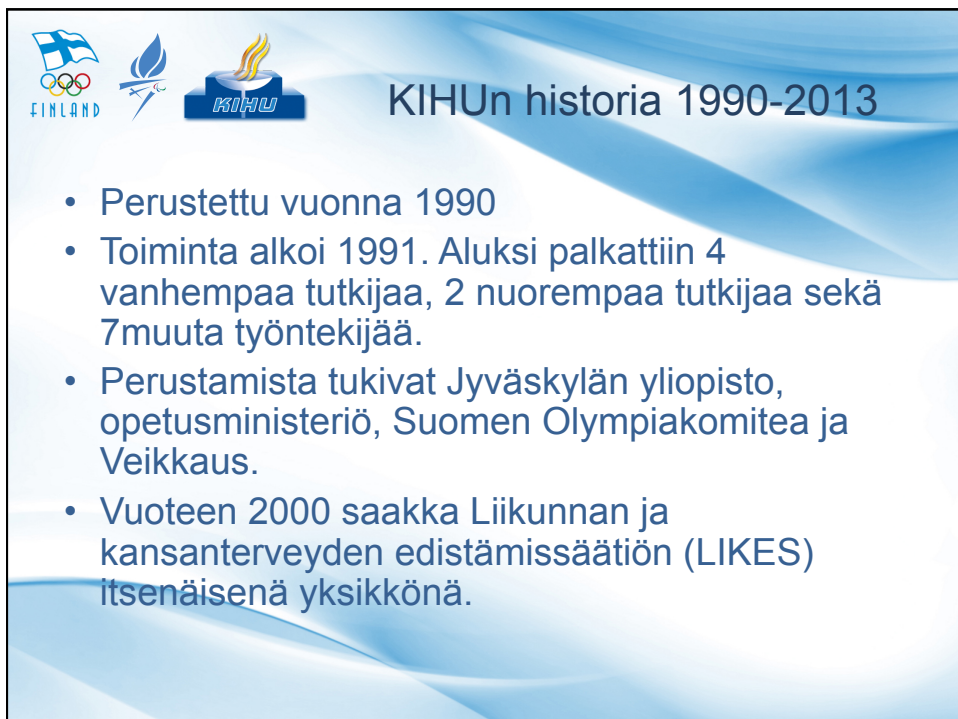 FINLAND
KIHU
KIHUn historia 1990-2013
• Perustettu vuonna 1990
• Toiminta alkoi 1991. Aluksi palkattiin 4
vanhempaa tutkijaa, 2 nuorempaa tutkijaa sekä
7muuta työntekijää.
• Perustamista tukivat Jyväskylän yliopisto,
opetusministeriö, Suomen Olympiakomitea ja
Veikkaus.
• Vuoteen 2000 saakka Liikunnan ja
kansanterveyden edistämissäätiön (LIKES)
itsenäisenä yksikkönä.